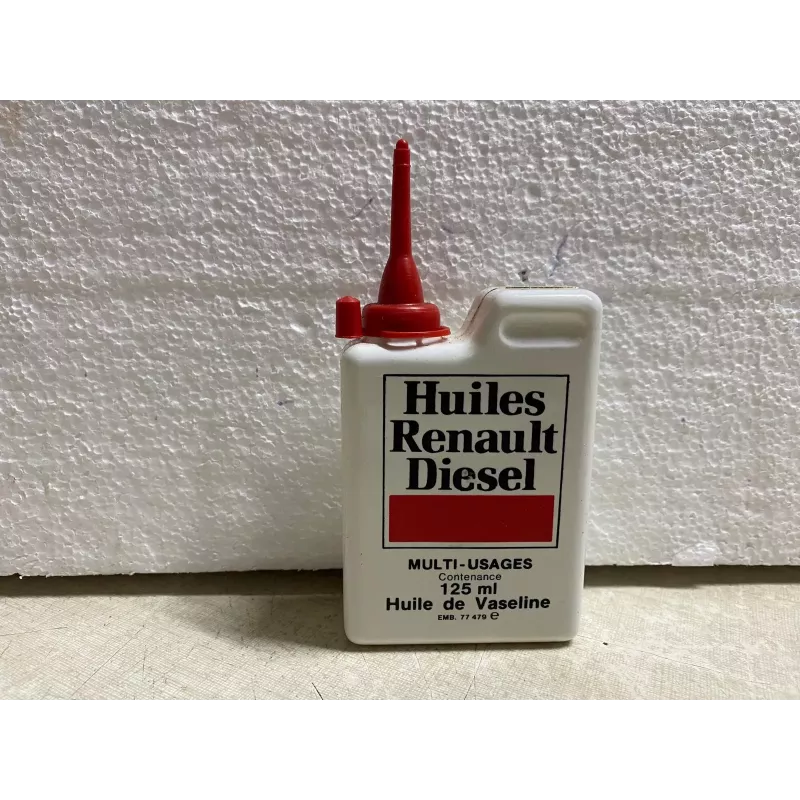 Huiles
Renault
Diesel
MULTI-USAGES
Contenance
125 ml
Huile de Vaseline
EMB. 77 479 e